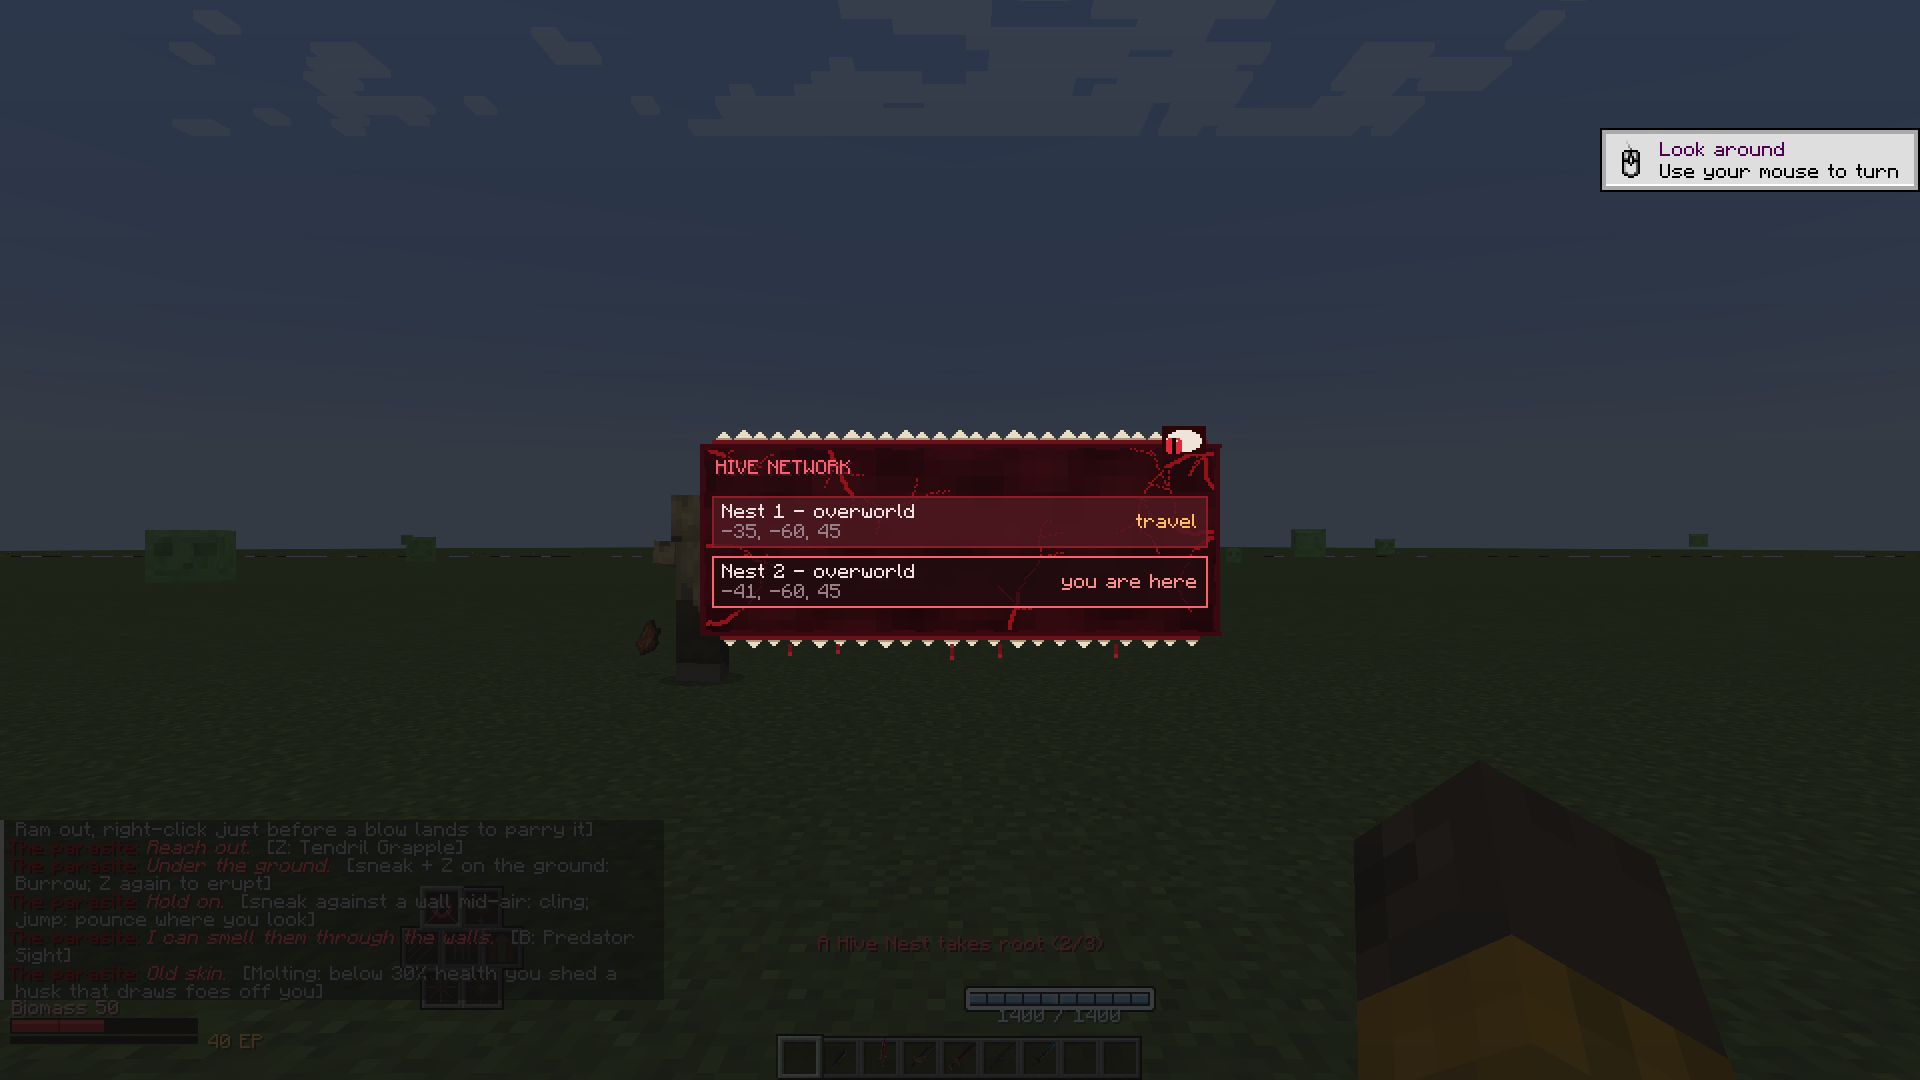 Look around
Use your mouse to turn
HIVE NETWORK
Nest 1 - overworld
-35, -60, 45
travel
Nest 2 - overworld
-41, -60, 45
you are here
Ram out, right-click just before a blow lands to parry it]
The parasite: Reach out. [Z: Tendril Grapple]
The parasite: Under the ground. [sneak + Z on the ground:
Burrow; Z again to erupt]
The parasite: Hold on. [sneak against a wall mid-air: cling;
jump: pounce where you look]
The parasite: I can smell them through the walls. [B: Predator
Sight]
The parasite: Old skin. [Molting: below 30% health you shed a
husk that draws foes off you]
Biomass 50
40 EP
A Hive Nest takes root (2/3)
1400 / 1400